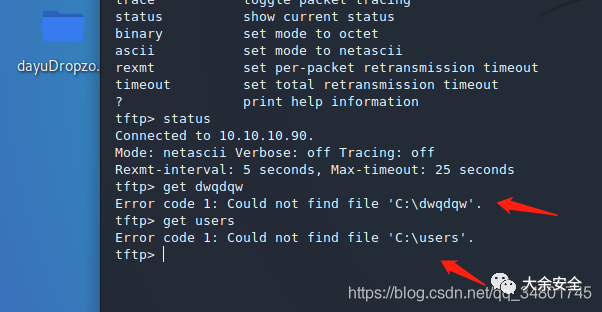 trace toggle packet tracing
status show current status
binary set mode to octet
ascii set mode to netascii
rexmt set per-packet retransmission timeout
timeout set total retransmission timeout
? print help information
dayuDropzo.
tftp> status
Connected to 10.10.10.90.
Mode: netascii Verbose: off Tracing: off
Rexmt-interval: 5 seconds, Max-timeout: 25 seconds
tftp> get dwqdqw
Error code 1: Could not find file 'C:\dwqdqw'.
tftp> get users
Error code 1: Could not find file 'C:\users'.
tftp>
大余安全
https://blog.csdn.net/qq_34801745